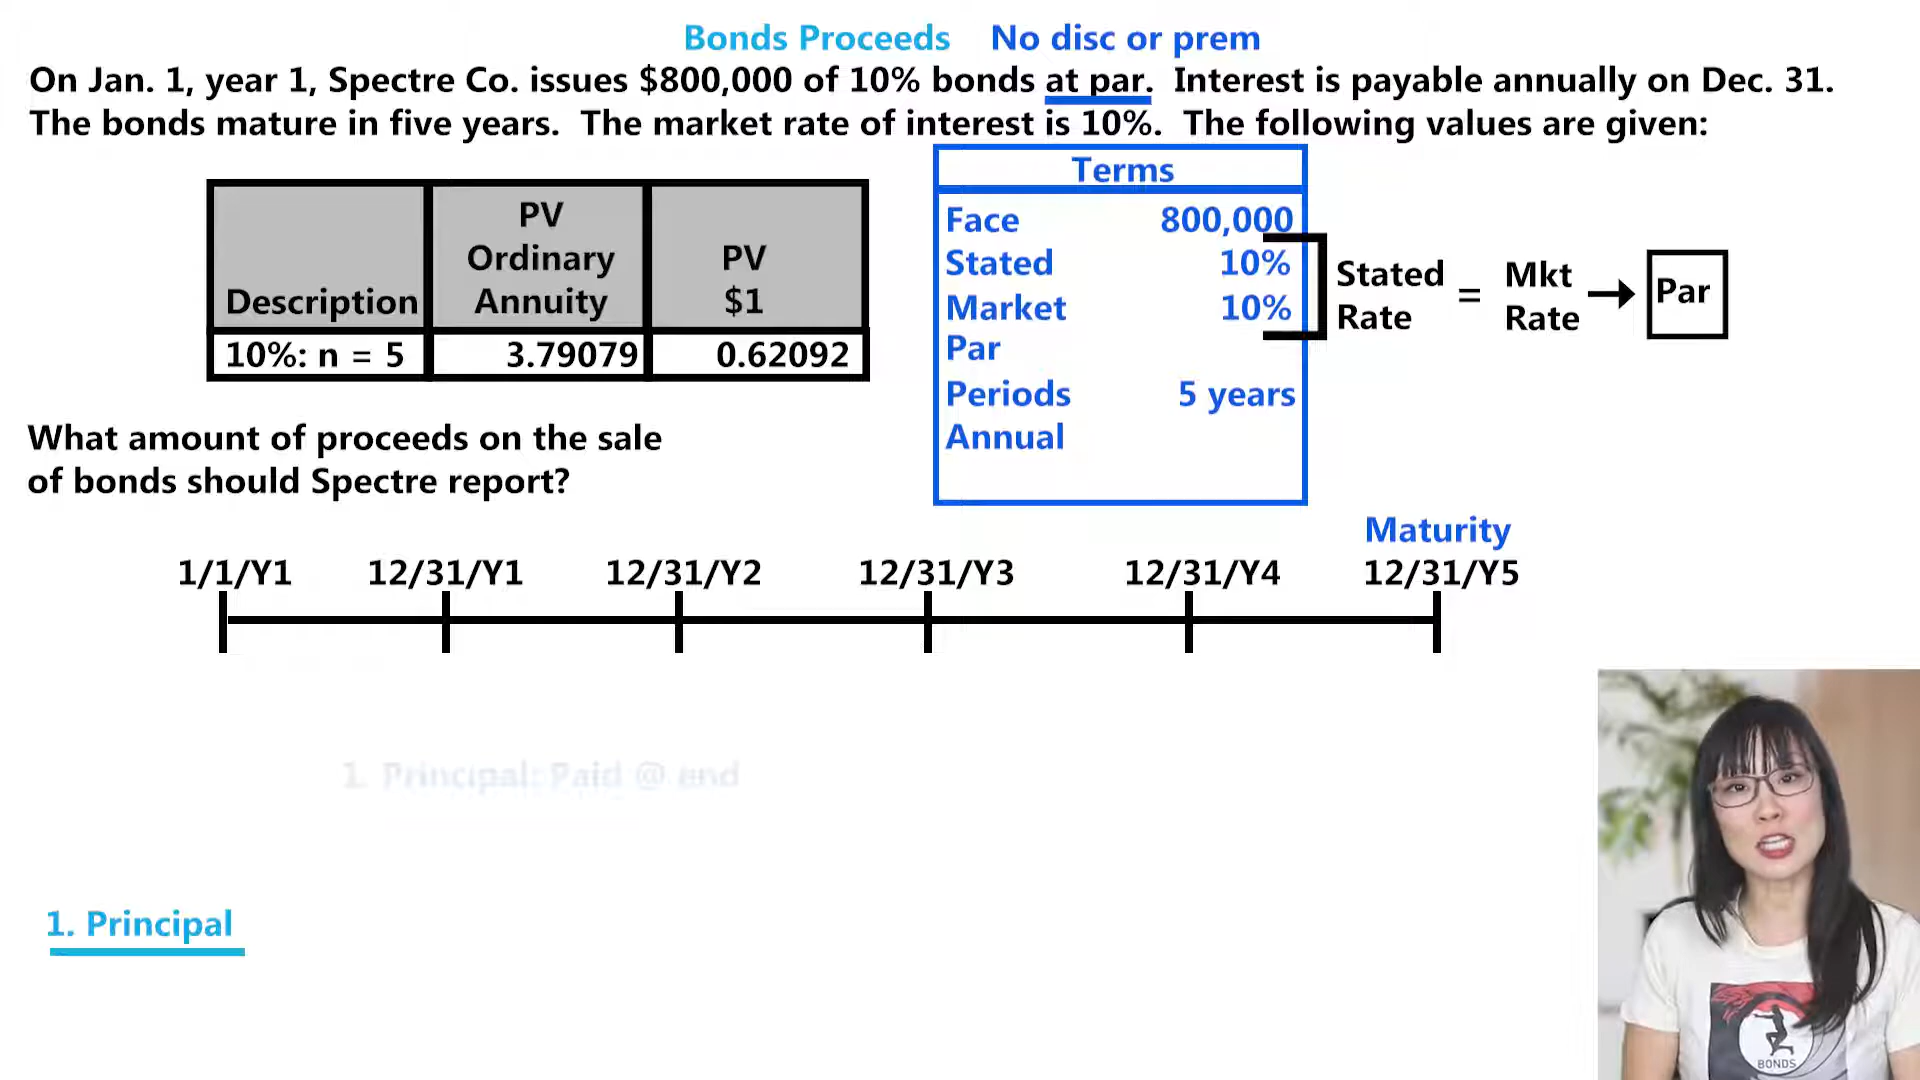 Bonds Proceeds No disc or prem
On Jan. 1, year 1, Spectre Co. issues $800,000 of 10% bonds at par. Interest is payable annually on Dec. 31.
The bonds mature in five years. The market rate of interest is 10%. The following values are given:
Description PV Ordinary Annuity PV $1
10%: n = 5 3.79079 0.62092
Terms
Face 800,000
Stated 10%
Market 10%
Par
Periods 5 years
Annual
Stated Rate = Mkt Rate → Par
What amount of proceeds on the sale
of bonds should Spectre report?
Maturity
1/1/Y1 12/31/Y1 12/31/Y2 12/31/Y3 12/31/Y4 12/31/Y5
1. Principal: Paid @ end
1. Principal
BONDS